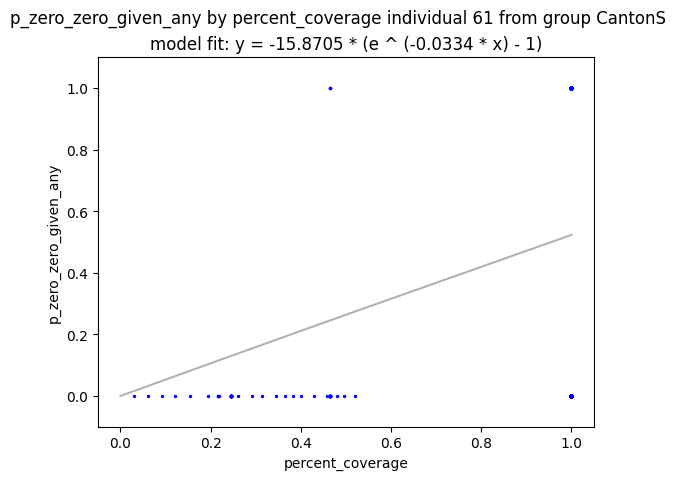 p_zero_zero_given_any by percent_coverage individual 61 from group CantonS
model fit: y = -15.8705 * (e ^ (-0.0334 * x) - 1)
1.0
0.8
0.6
0.4
0.2
0.0
p_zero_zero_given_any
0.0 0.2 0.4 0.6 0.8 1.0
percent_coverage